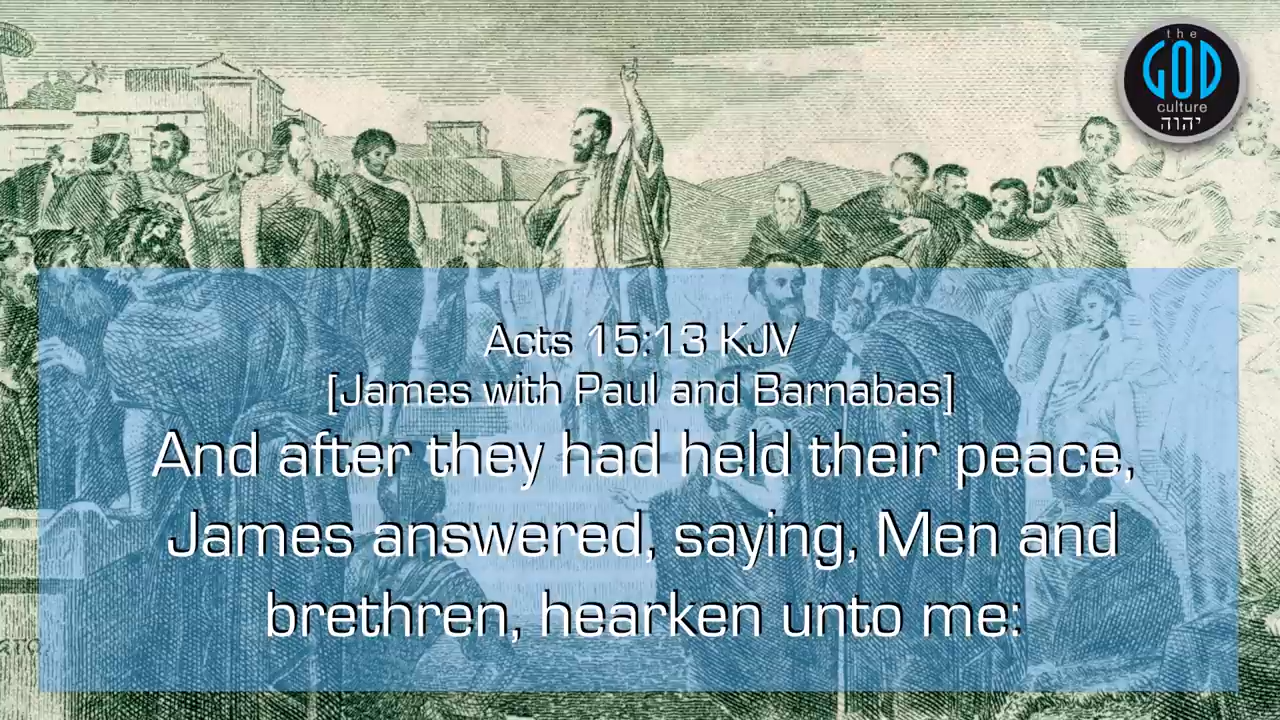 the
GOD
culture
יהוה
Acts 15:13 KJV
[James with Paul and Barnabas]
And after they had held their peace,
James answered, saying, Men and
brethren, hearken unto me: